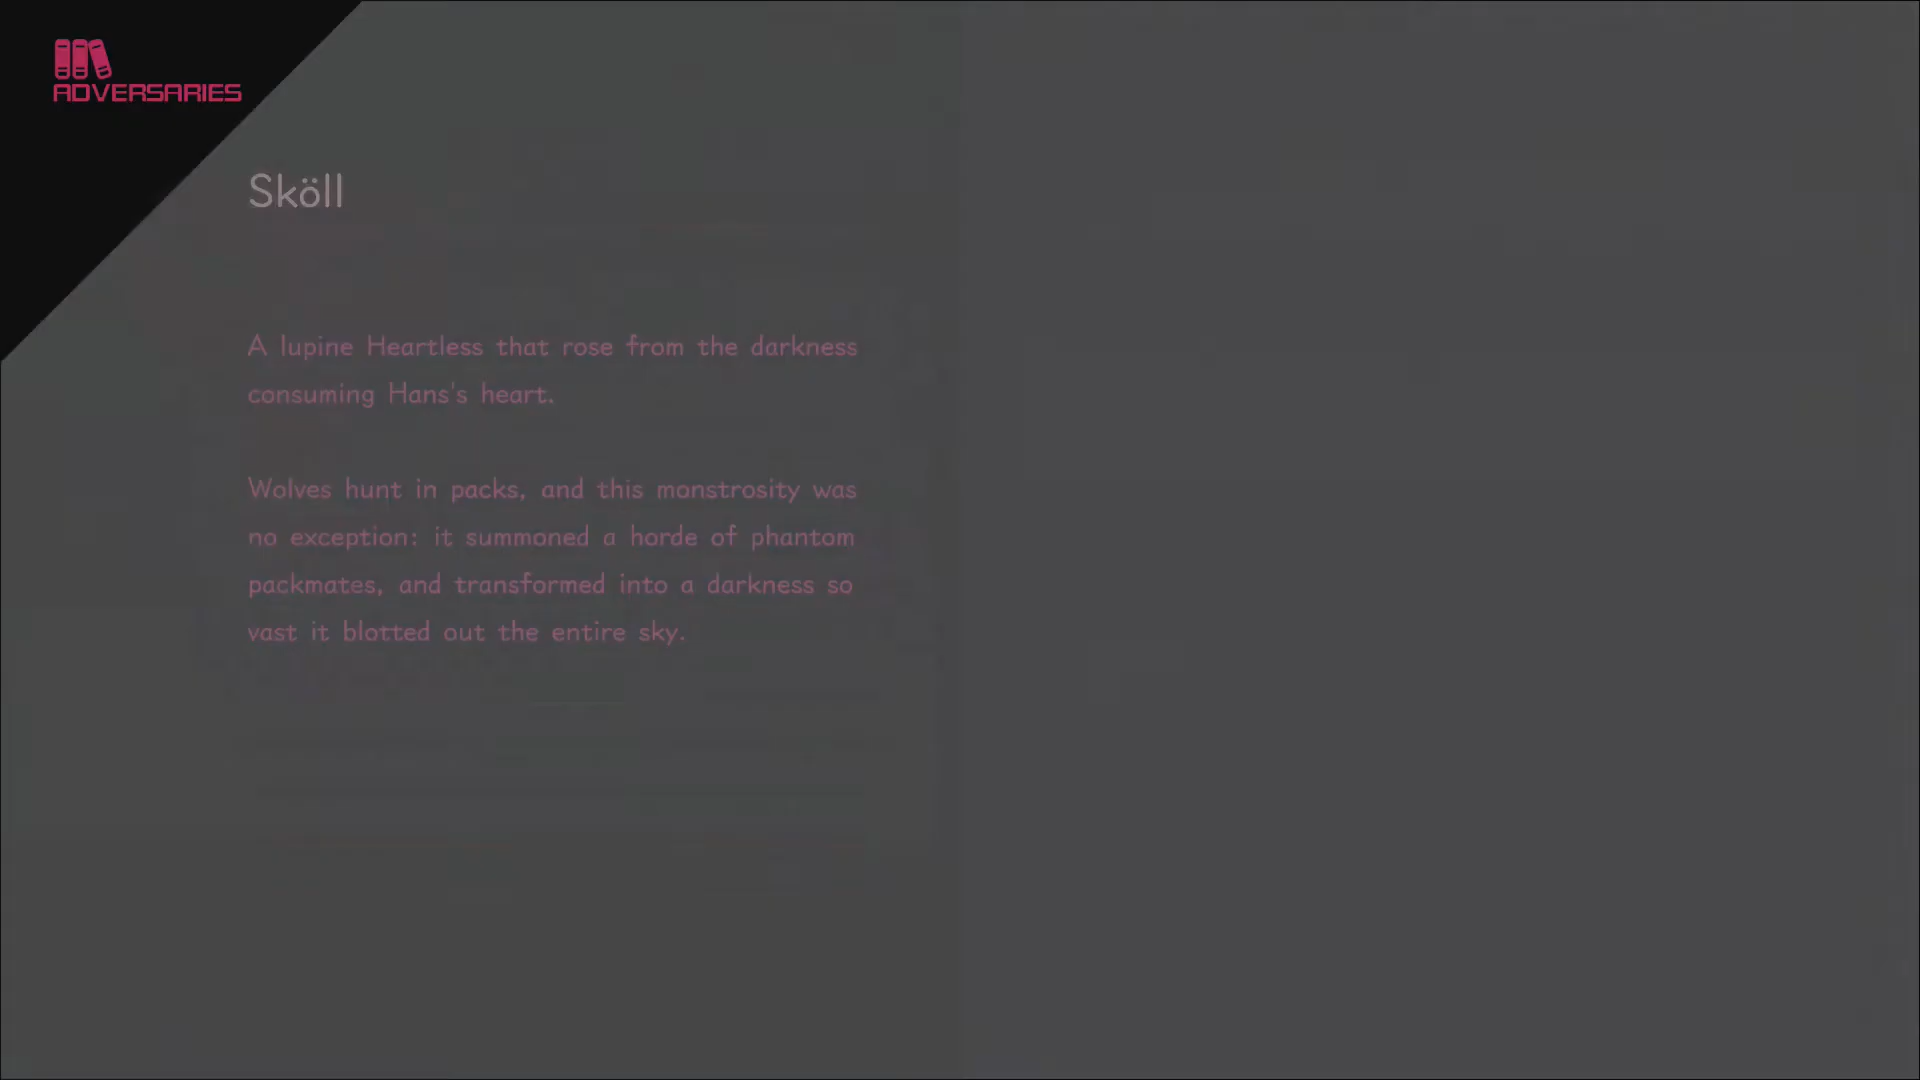 ADVERSARIES
Sköll
A lupine Heartless that rose from the darkness
consuming Hans's heart.
Wolves hunt in packs, and this monstrosity was
no exception: it summoned a horde of phantom
packmates, and transformed into a darkness so
vast it blotted out the entire sky.